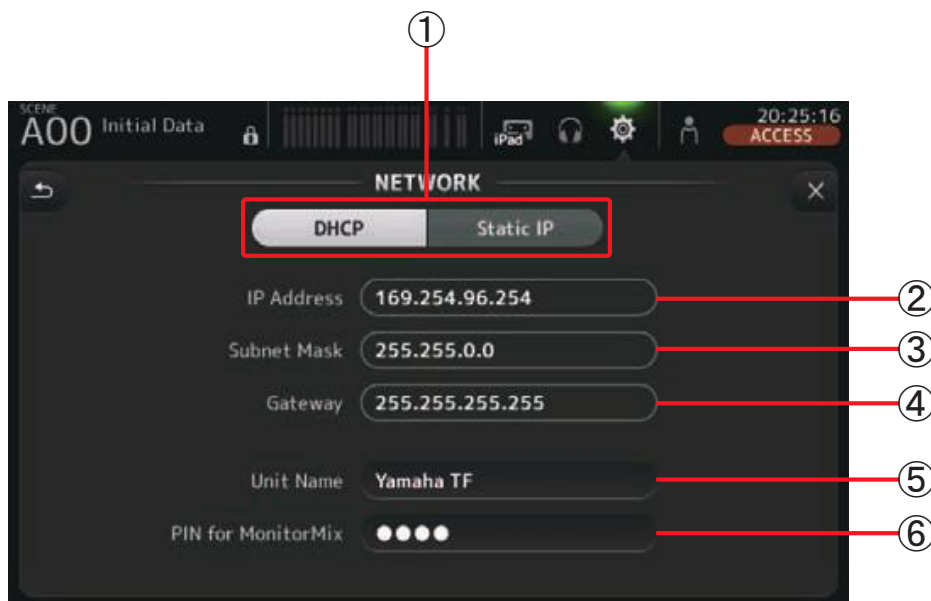 ①
SCENE
A00 Initial Data
iPad
20:25:16
ACCESS
NETWORK
DHCP Static IP
IP Address 169.254.96.254 ②
Subnet Mask 255.255.0.0 ③
Gateway 255.255.255.255 ④
Unit Name Yamaha TF ⑤
PIN for MonitorMix ●●●● ⑥